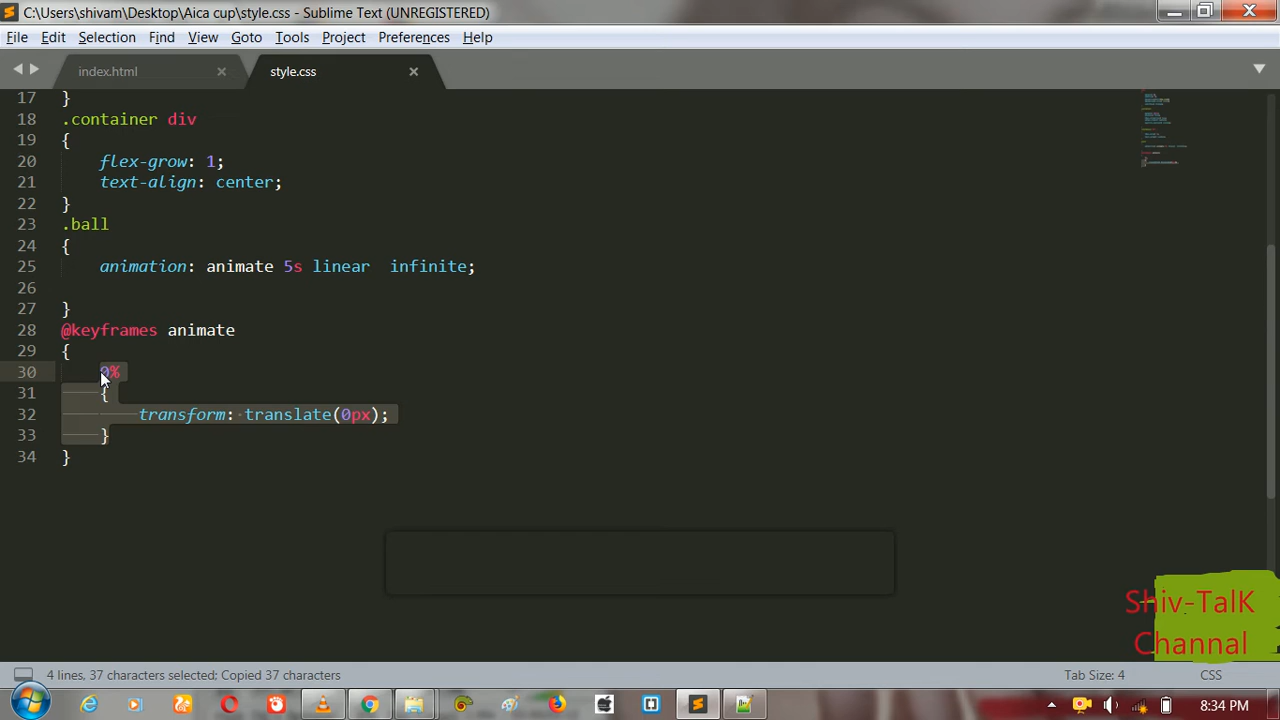 C:\Users\shivam\Desktop\Aica cup\style.css - Sublime Text (UNREGISTERED)
File Edit Selection Find View Goto Tools Project Preferences Help
index.html style.css
17 }
18 .container div
19 {
20 flex-grow: 1;
21 text-align: center;
22 }
23 .ball
24 {
25 animation: animate 5s linear  infinite;
26
27 }
28 @keyframes animate
29 {
30 0%
31 {
32 transform: translate(0px);
33 }
34 }
Shiv-TalK
Channal
4 lines, 37 characters selected; Copied 37 characters Tab Size: 4 CSS
8:34 PM